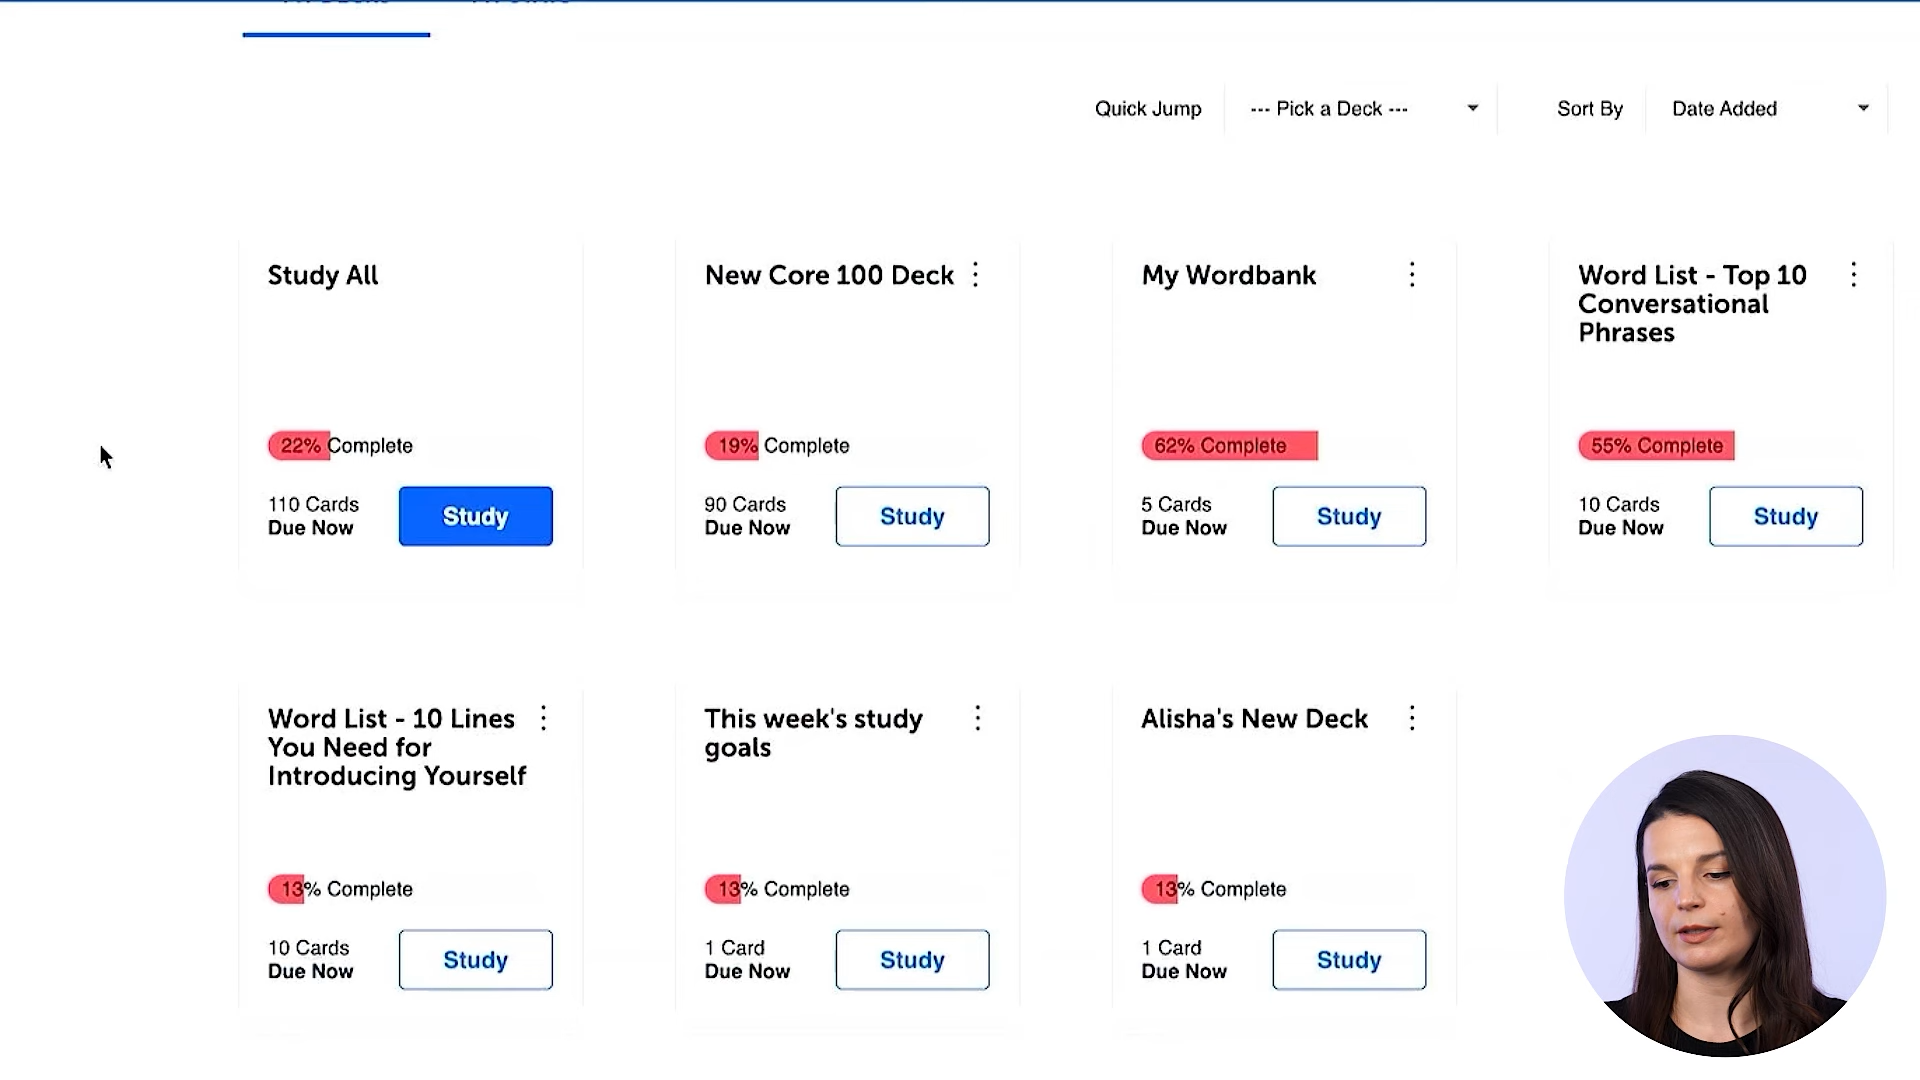 Quick Jump
--- Pick a Deck ---
Sort By
Date Added
Study All
22% Complete
110 Cards
Due Now
Study
New Core 100 Deck
19% Complete
90 Cards
Due Now
Study
My Wordbank
62% Complete
5 Cards
Due Now
Study
Word List - Top 10
Conversational
Phrases
55% Complete
10 Cards
Due Now
Study
Word List - 10 Lines
You Need for
Introducing Yourself
13% Complete
10 Cards
Due Now
Study
This week's study
goals
13% Complete
1 Card
Due Now
Study
Alisha's New Deck
13% Complete
1 Card
Due Now
Study